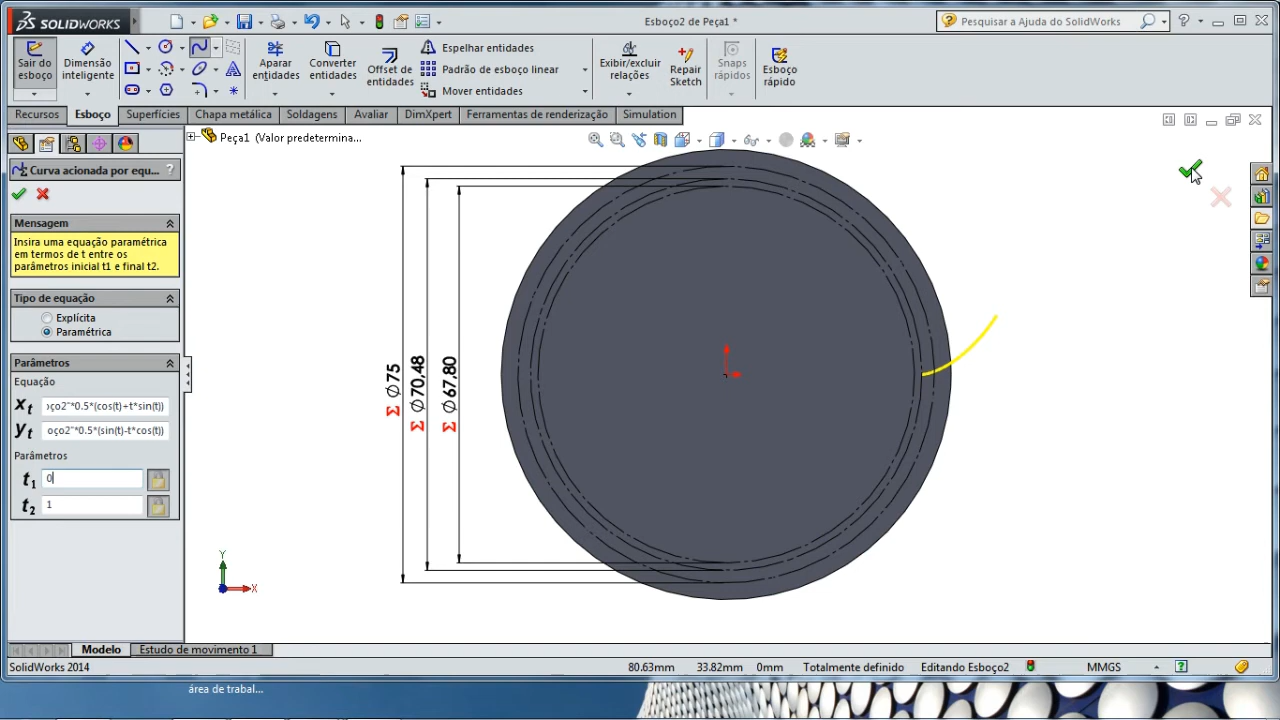 SOLIDWORKS
Esboço2 de Peça1 *
Pesquisar a Ajuda do SolidWorks
Sair do esboço
Dimensão inteligente
Aparar entidades
Converter entidades
Offset de entidades
Espelhar entidades
Padrão de esboço linear
Mover entidades
Exibir/excluir relações
Repair Sketch
Snaps rápidos
Esboço rápido
Recursos
Esboço
Superfícies
Chapa metálica
Soldagens
Avaliar
DimXpert
Ferramentas de renderização
Simulation
Peça1 (Valor predetermina...
Curva acionada por equ...
Mensagem
Insira uma equação paramétrica
em termos de t entre os
parâmetros inicial t1 e final t2.
Tipo de equação
Explícita
Paramétrica
Parâmetros
Equação
Xt
oço2"*0.5*(cos(t)+t*sin(t))
Yt
oço2"*0.5*(sin(t)-t*cos(t))
Parâmetros
t1
0
t2
1
Σ ∅75
Σ ∅70,48
Σ ∅67,80
Y
X
Modelo
Estudo de movimento 1
SolidWorks 2014
80.63mm
33.82mm
0mm
Totalmente definido
Editando Esboço2
MMGS
área de trabal...